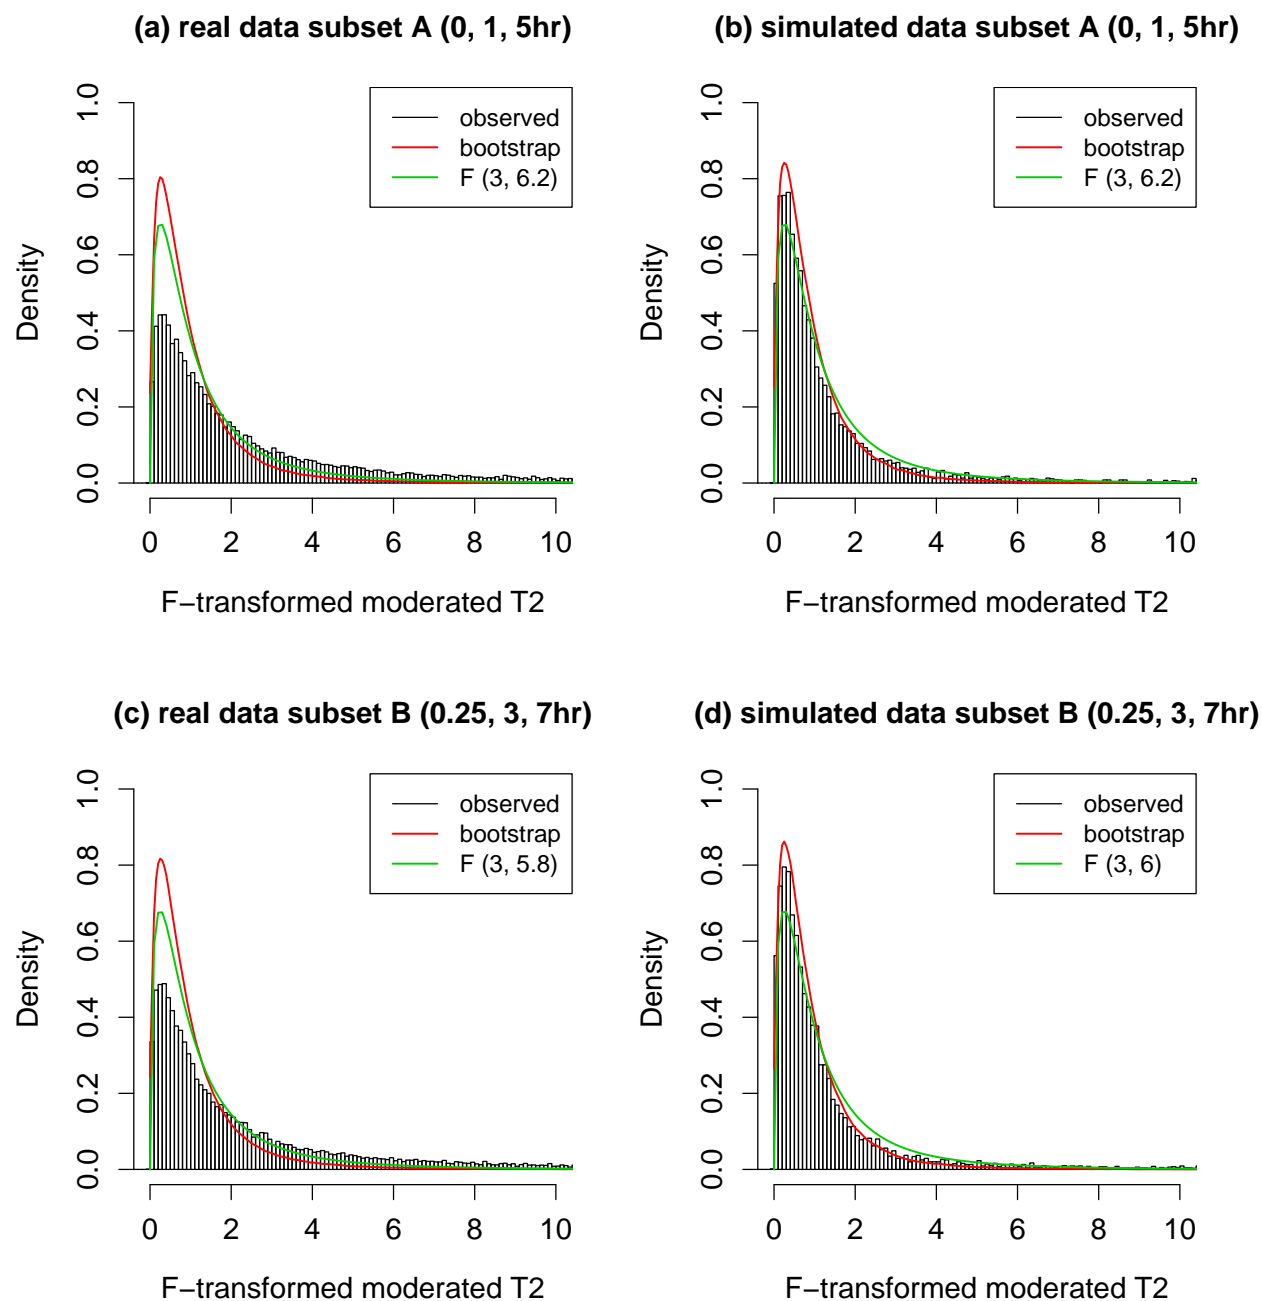 (a) real data subset A (0, 1, 5hr)
1.0
0.8
0.6
0.4
0.2
0.0
Density
observed
bootstrap
F (3, 6.2)
0 2 4 6 8 10
F−transformed moderated T2
(b) simulated data subset A (0, 1, 5hr)
1.0
0.8
0.6
0.4
0.2
0.0
Density
observed
bootstrap
F (3, 6.2)
0 2 4 6 8 10
F−transformed moderated T2
(c) real data subset B (0.25, 3, 7hr)
1.0
0.8
0.6
0.4
0.2
0.0
Density
observed
bootstrap
F (3, 5.8)
0 2 4 6 8 10
F−transformed moderated T2
(d) simulated data subset B (0.25, 3, 7hr)
1.0
0.8
0.6
0.4
0.2
0.0
Density
observed
bootstrap
F (3, 6)
0 2 4 6 8 10
F−transformed moderated T2